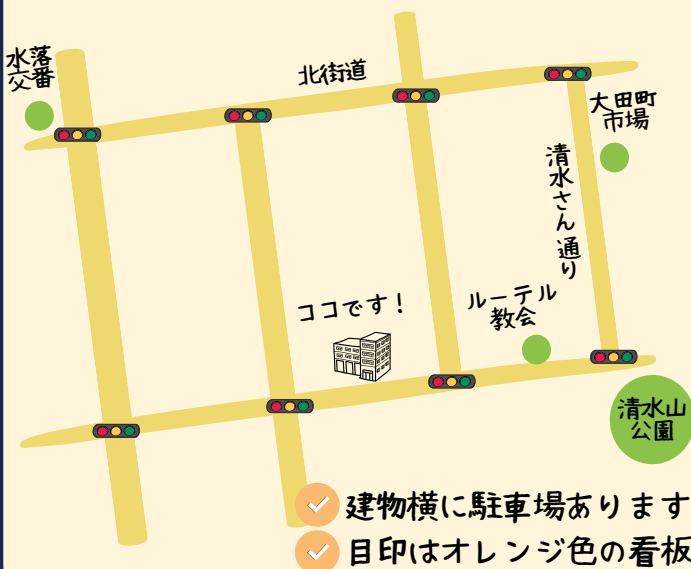 水落
交番
北街道
大田町
市場
清水さん通り
ココです！
ルーテル
教会
清水山
公園
建物横に駐車場あります
目印はオレンジ色の看板